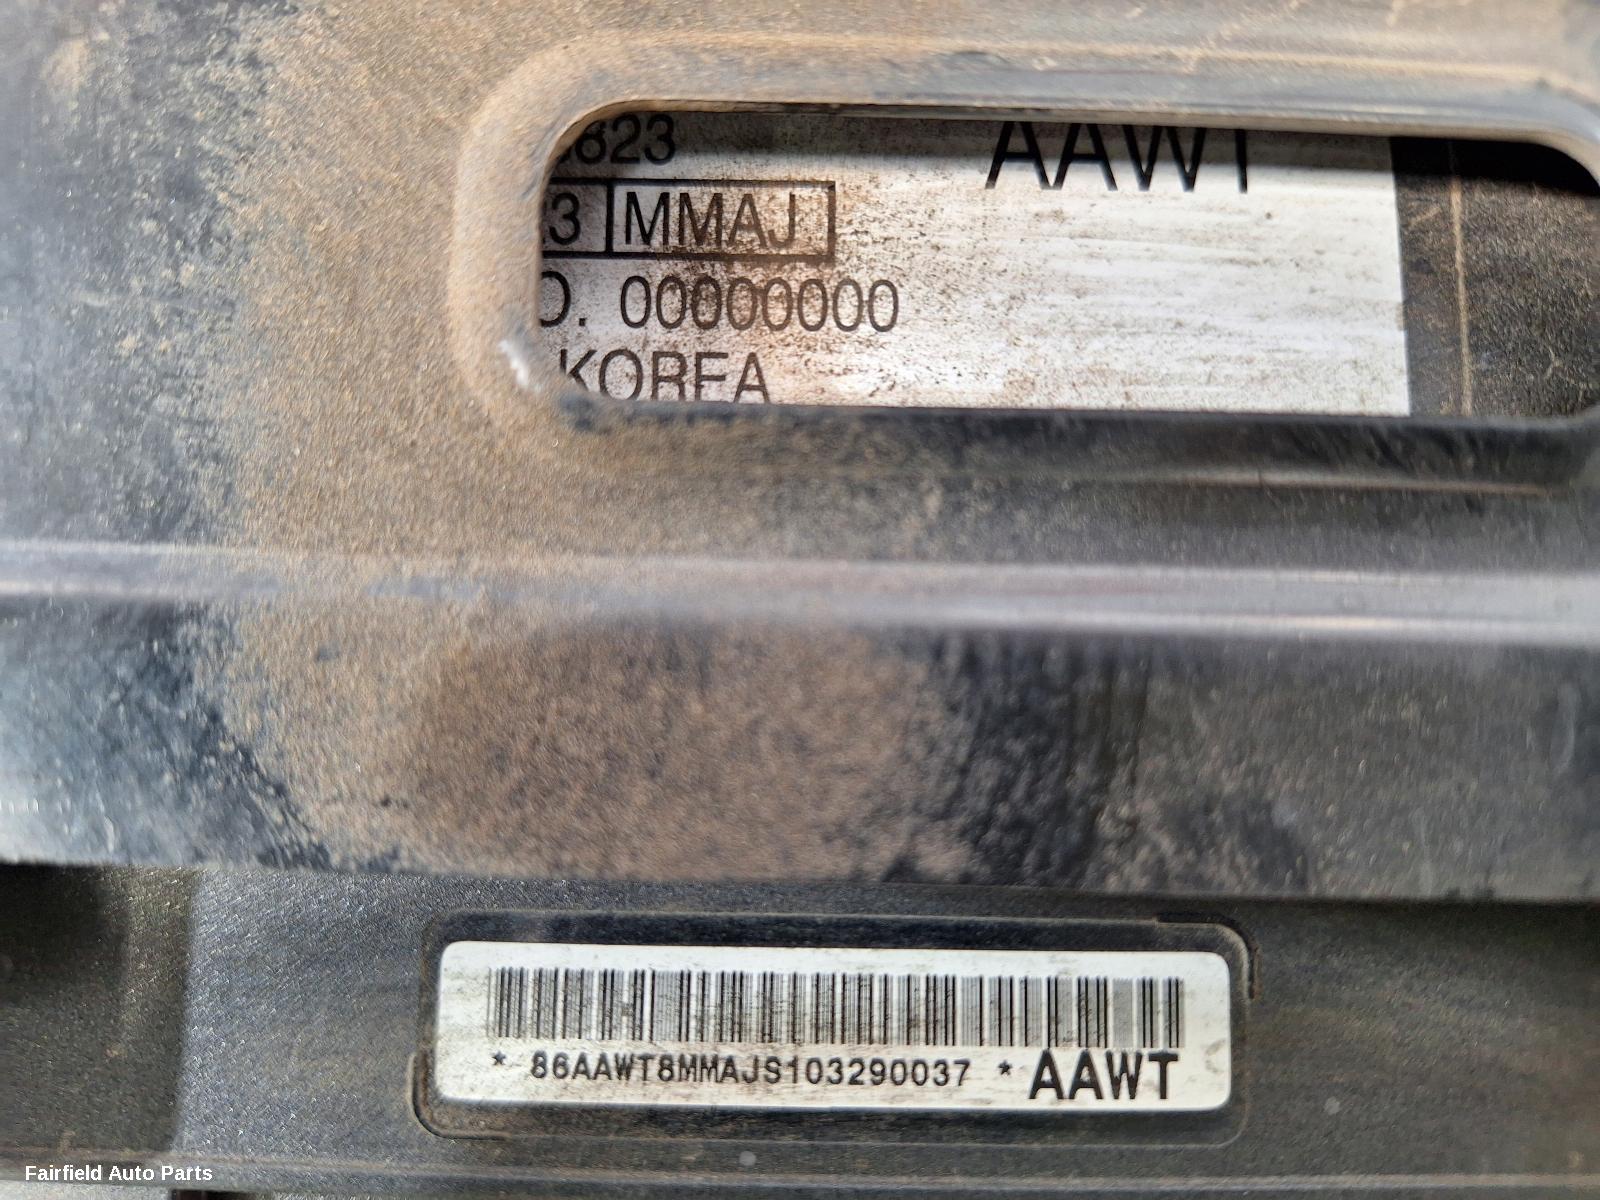 823 AAWT
3 MMAJ
O. 00000000
KOREA
* 86AAWT8MMAJS103290037 * AAWT
Fairfield Auto Parts